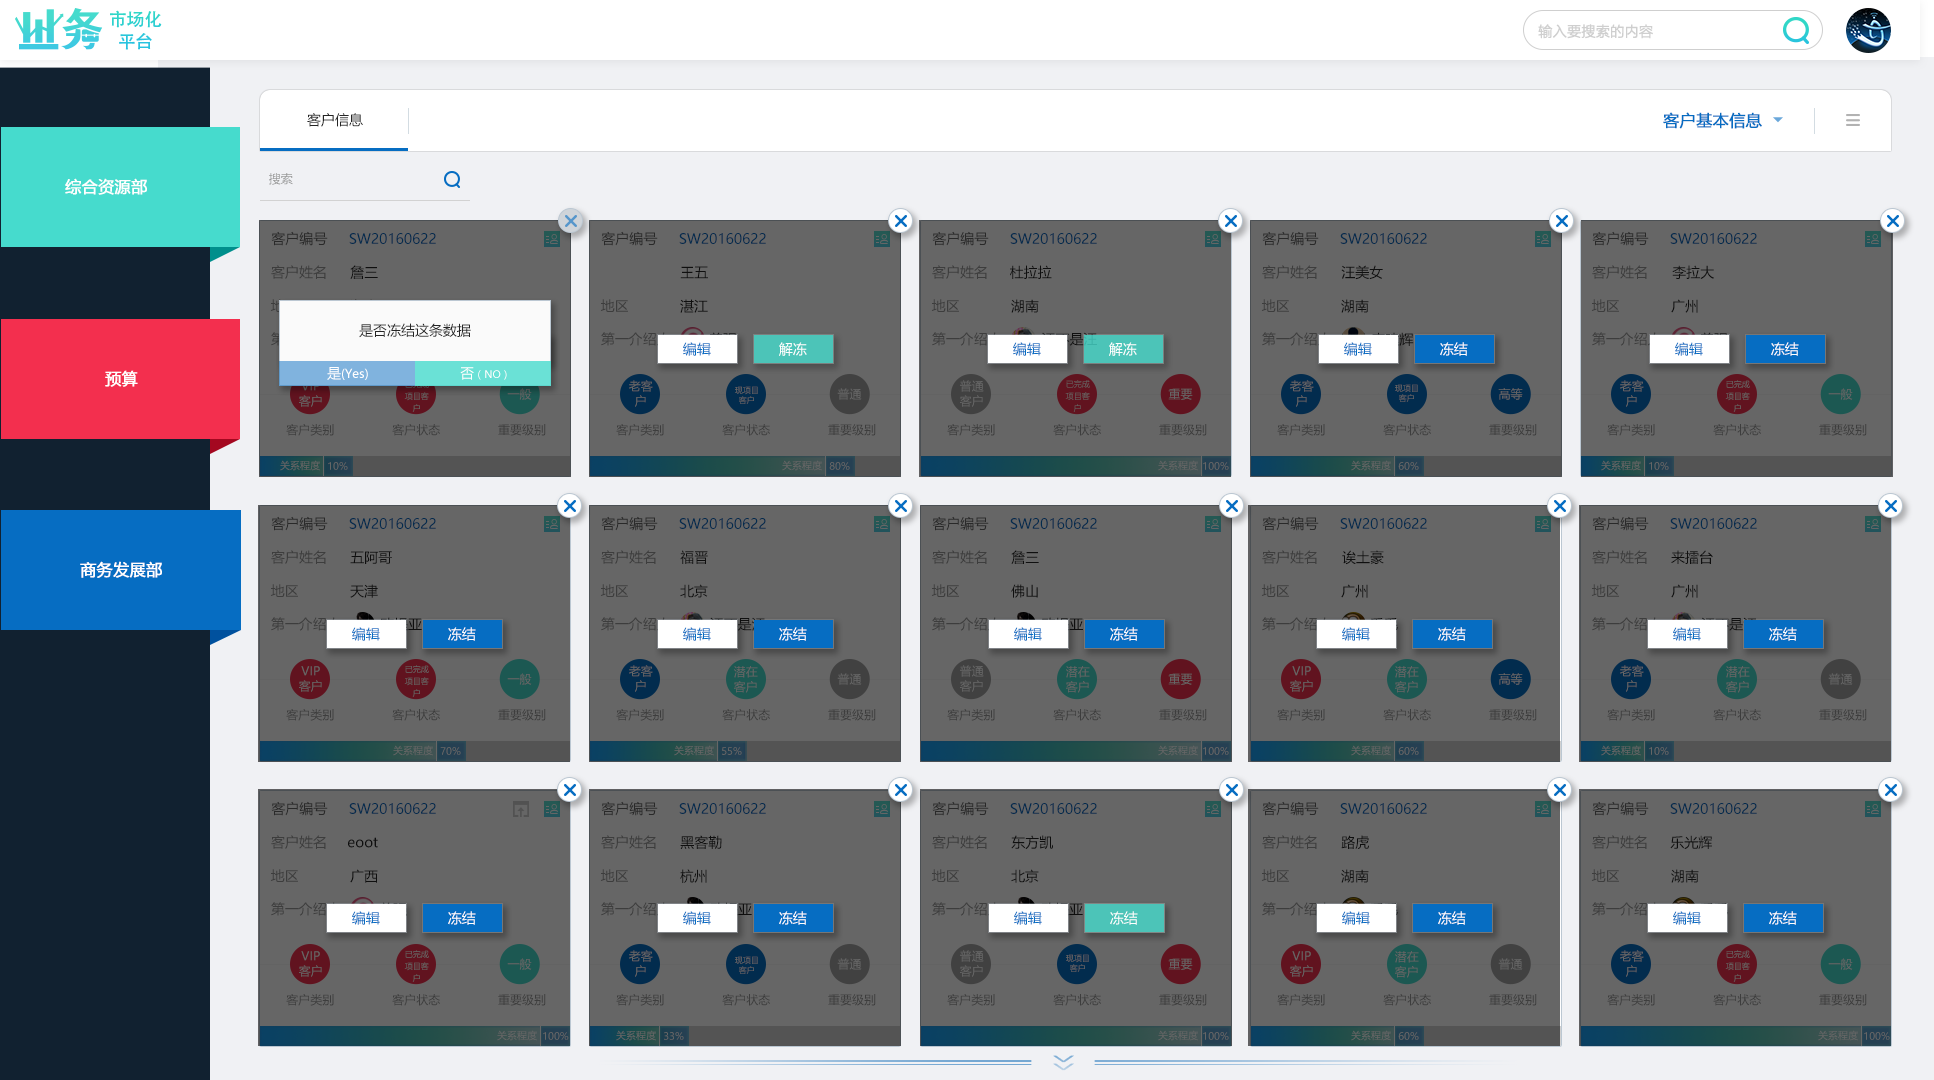 业务 市场化
平台
输入要搜索的内容
客户信息
客户基本信息
搜索
综合资源部
预算
商务发展部
客户编号 SW20160622
客户姓名 詹三
是否冻结这条数据
是(Yes) 否 ( NO )
VIP
客户
已完成
项目客
户
一般
客户类别 客户状态 重要级别
关系程度 10%
客户编号 SW20160622
王五
地区 湛江
第一介绍
编辑 解冻
老客
户
现项目
客户
普通
客户类别 客户状态 重要级别
关系程度 80%
客户编号 SW20160622
客户姓名 杜拉拉
地区 湖南
第一介绍
编辑 解冻
普通
客户
已完成
项目客
户
重要
客户类别 客户状态 重要级别
关系程度 100%
客户编号 SW20160622
客户姓名 汪美女
地区 湖南
第一介绍 辉
编辑 冻结
老客
户
现项目
客户
高等
客户类别 客户状态 重要级别
关系程度 60%
客户编号 SW20160622
客户姓名 李拉大
地区 广州
第一介绍
编辑 冻结
老客
户
已完成
项目客
户
一般
客户类别 客户状态 重要级别
关系程度 10%
客户编号 SW20160622
客户姓名 五阿哥
地区 天津
第一介绍 亚
编辑 冻结
VIP
客户
已完成
项目客
户
一般
客户类别 客户状态 重要级别
关系程度 70%
客户编号 SW20160622
客户姓名 福晋
地区 北京
第一介绍 是汪
编辑 冻结
老客
户
潜在
客户
普通
客户类别 客户状态 重要级别
关系程度 55%
客户编号 SW20160622
客户姓名 詹三
地区 佛山
第一介绍 亚
编辑 冻结
普通
客户
潜在
客户
重要
客户类别 客户状态 重要级别
关系程度 100%
客户编号 SW20160622
客户姓名 诶土豪
地区 广州
第一介绍
编辑 冻结
VIP
客户
潜在
客户
高等
客户类别 客户状态 重要级别
关系程度 60%
客户编号 SW20160622
客户姓名 来擂台
地区 广州
第一介绍
编辑 冻结
老客
户
潜在
客户
普通
客户类别 客户状态 重要级别
关系程度 10%
客户编号 SW20160622
客户姓名 eoot
地区 广西
第一介绍
编辑 冻结
VIP
客户
已完成
项目客
户
一般
客户类别 客户状态 重要级别
关系程度 100%
客户编号 SW20160622
客户姓名 黑客勒
地区 杭州
第一介绍 亚
编辑 冻结
老客
户
现项目
客户
普通
客户类别 客户状态 重要级别
关系程度 33%
客户编号 SW20160622
客户姓名 东方凯
地区 北京
第一介绍 亚
编辑 冻结
普通
客户
现项目
客户
重要
客户类别 客户状态 重要级别
关系程度 100%
客户编号 SW20160622
客户姓名 路虎
地区 湖南
第一介绍
编辑 冻结
VIP
客户
潜在
客户
普通
客户类别 客户状态 重要级别
关系程度 60%
客户编号 SW20160622
客户姓名 乐光辉
地区 湖南
第一介绍
编辑 冻结
老客
户
已完成
项目客
户
一般
客户类别 客户状态 重要级别
关系程度 100%